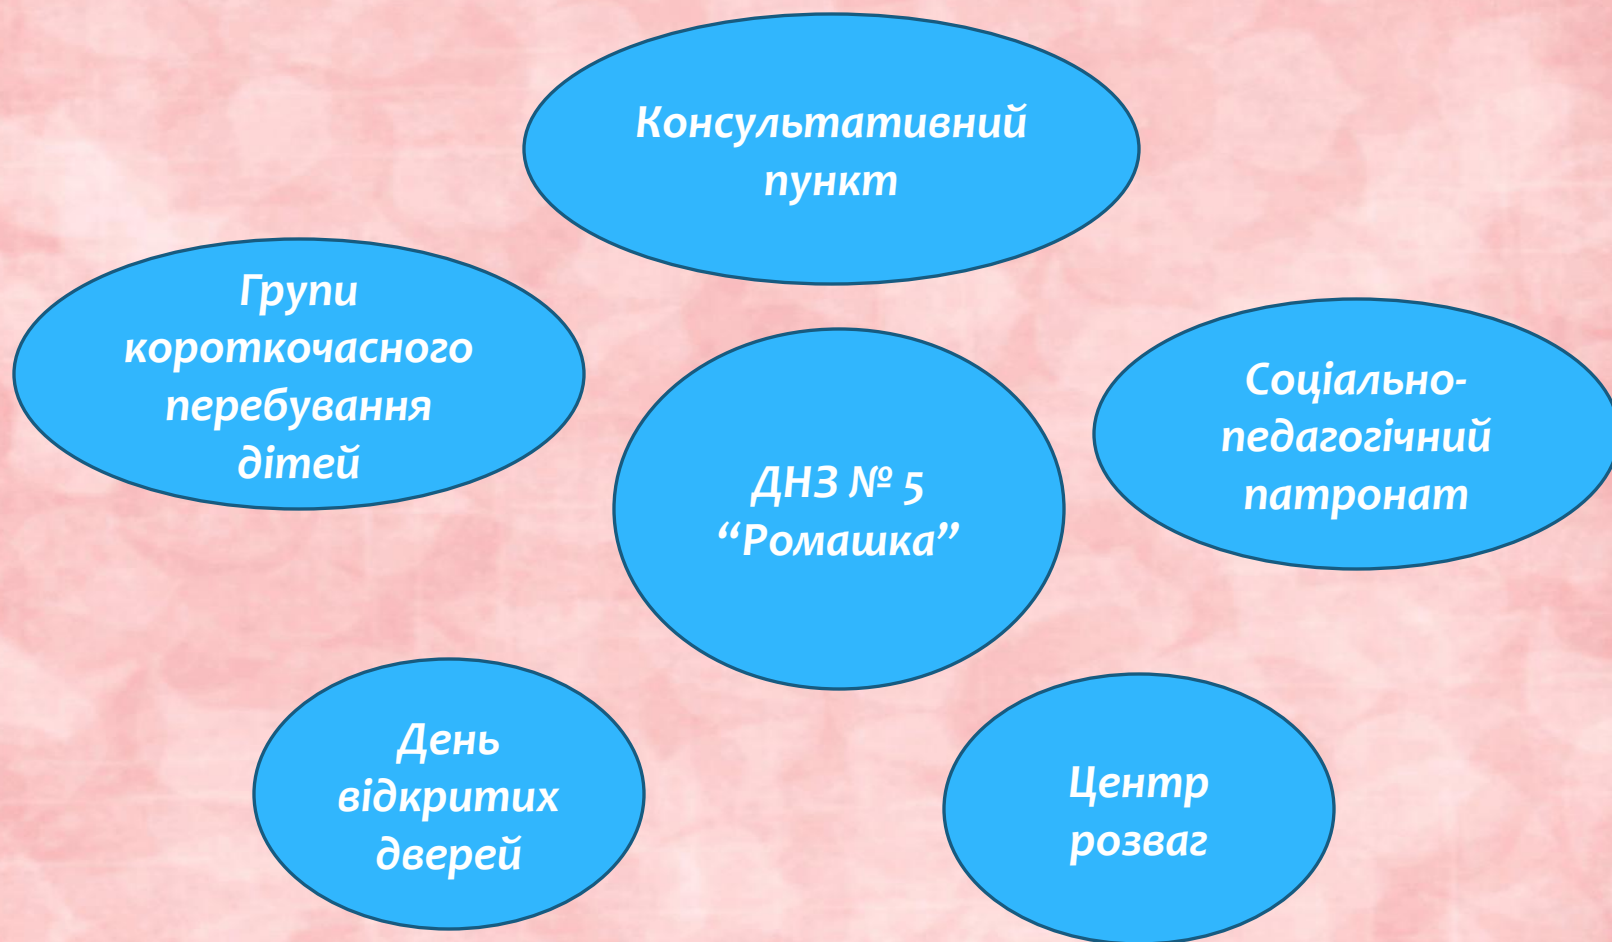 Консультативний
пункт
Групи
короткочасного
перебування
дітей
Соціально-
педагогічний
патронат
ДНЗ № 5
“Ромашка”
День
відкритих
дверей
Центр
розваг